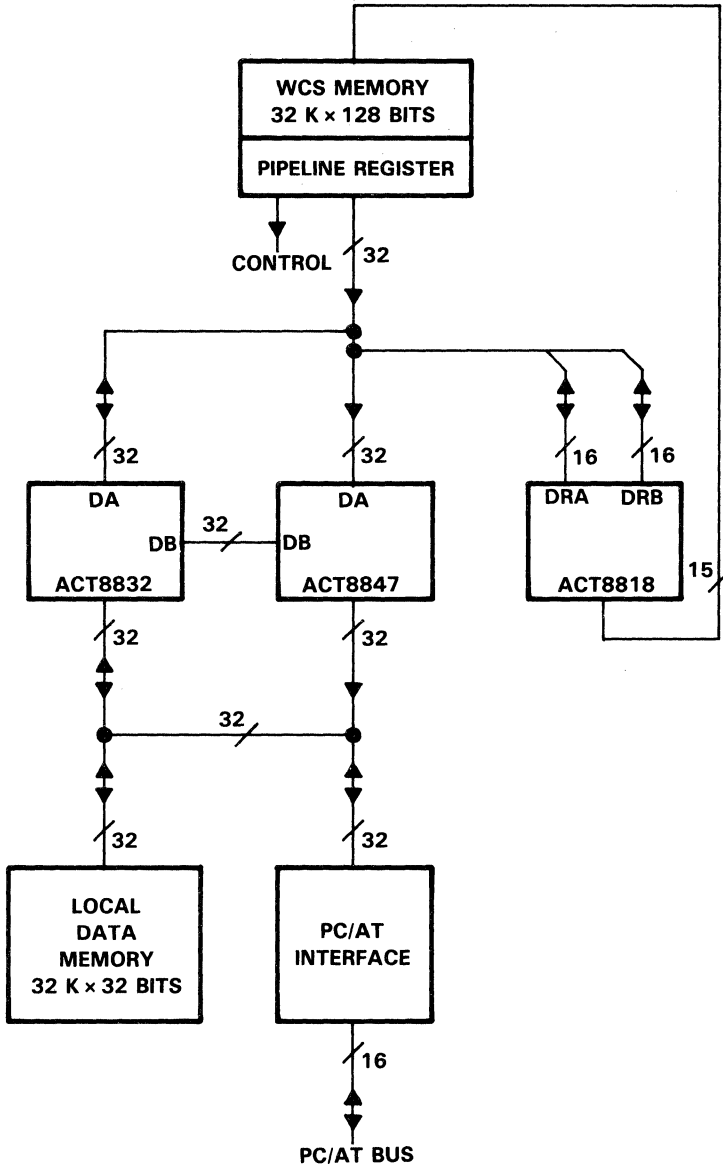 WCS MEMORY
32 K × 128 BITS
PIPELINE REGISTER
CONTROL
32
32
32
16
16
DA
DA
DRA
DRB
32
DB
DB
ACT8832
ACT8847
ACT8818
15
32
32
32
32
32
LOCAL
DATA
MEMORY
32 K × 32 BITS
PC/AT
INTERFACE
16
PC/AT BUS